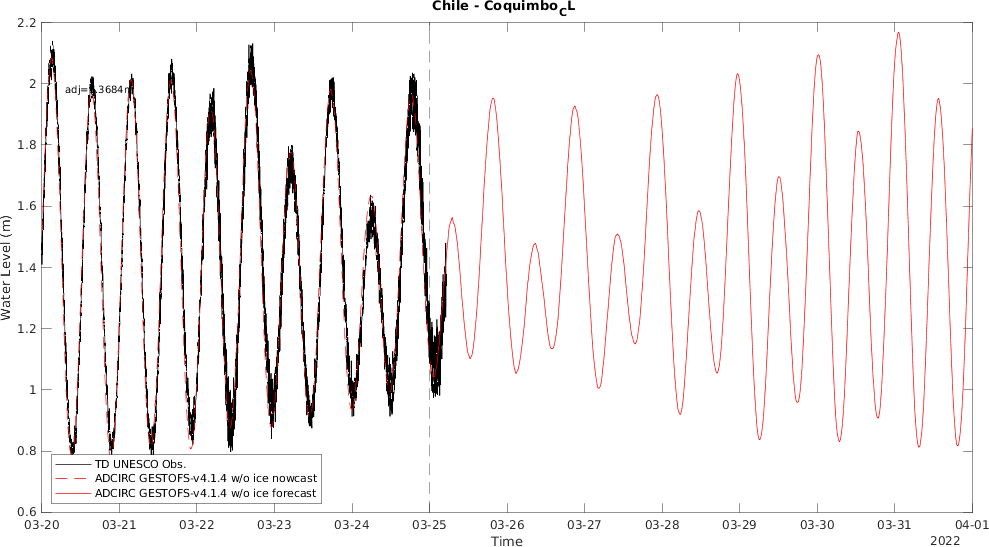 Chile - Coquimbo_CL
2.2
2
1.8
1.6
1.4
1.2
1
0.8
0.6
Water Level (m)
TD UNESCO Obs.
ADCIRC GESTOFS-v4.1.4 w/o ice nowcast
ADCIRC GESTOFS-v4.1.4 w/o ice forecast
03-20 03-21 03-22 03-23 03-24 03-25 03-26 03-27 03-28 03-29 03-30 03-31 04-01
Time
2022